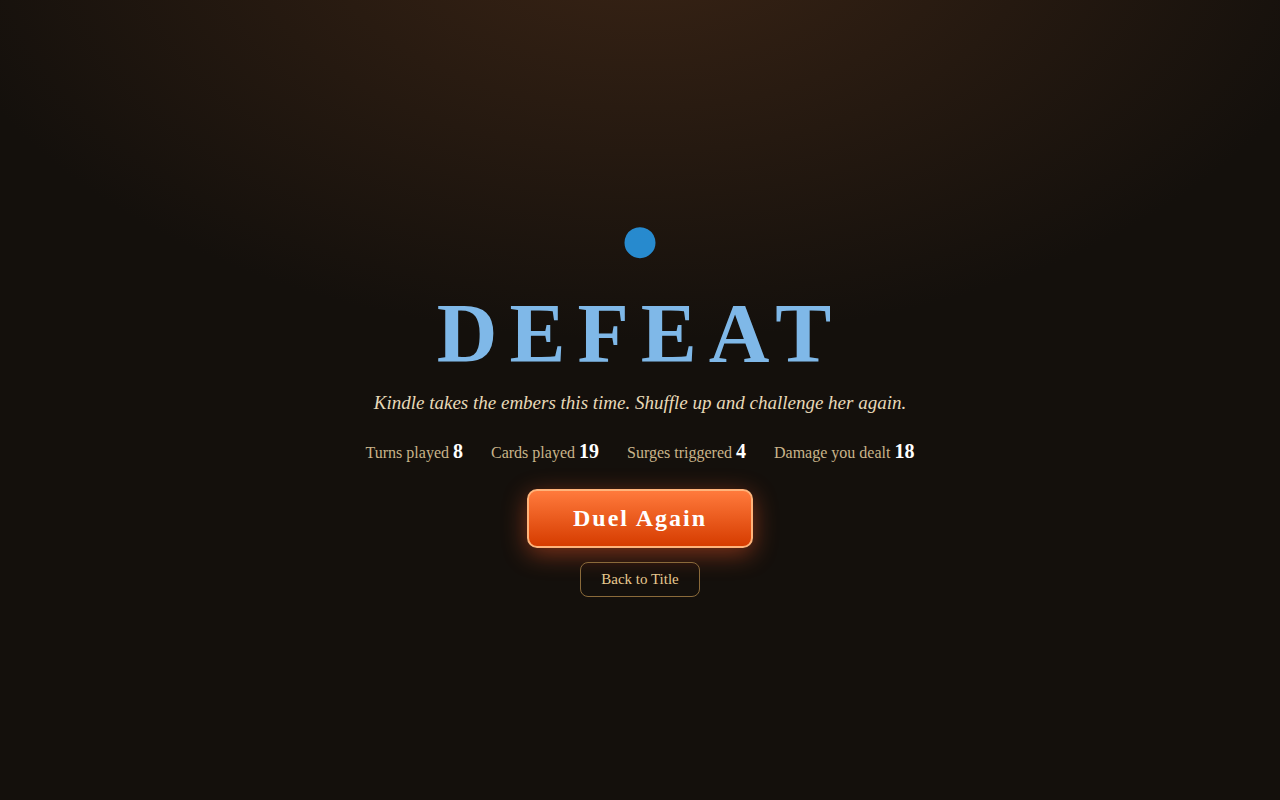 DEFEAT
Kindle takes the embers this time. Shuffle up and challenge her again.
Turns played 8 Cards played 19 Surges triggered 4 Damage you dealt 18
Duel Again
Back to Title